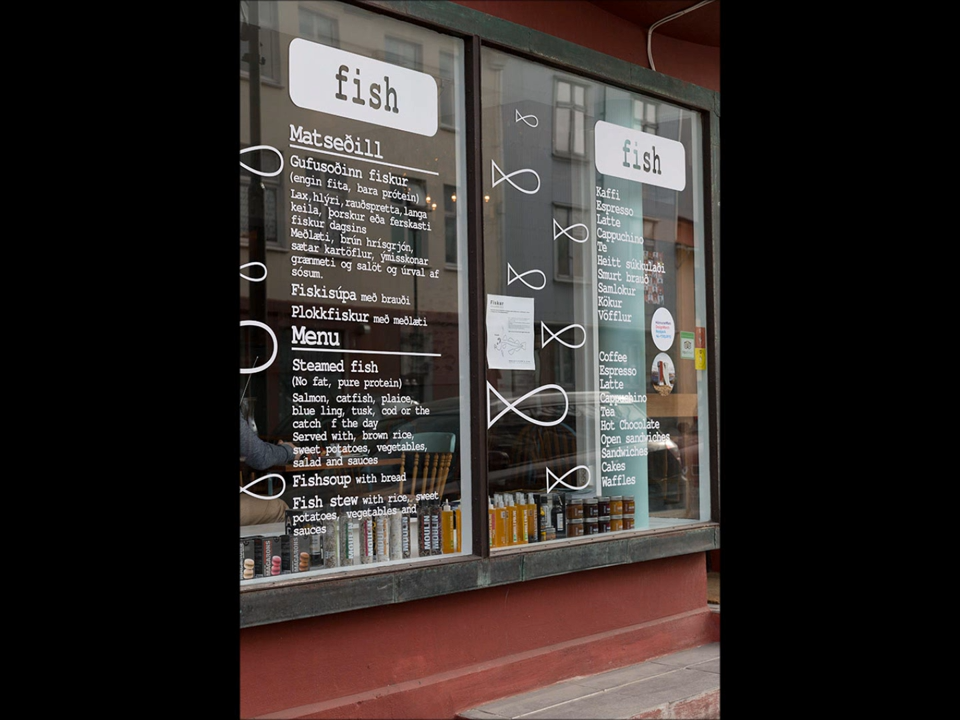 fish
Matseðill
Gufusoðinn fiskur
(engin fita, bara prótein)
Lax,hlýri,rauðspretta,langa
keila, þorskur eða ferskasti
fiskur dagsins
Meðlæti, brún hrísgrjón,
sætar kartöflur, ýmisskonar
grænmeti og salöt og úrval af
sósum.
Fiskisúpa með brauði
Plokkfiskur með meðlæti
Menu
Steamed fish
(No fat, pure protein)
Salmon, catfish, plaice,
blue ling, tusk, cod or the
catch f the day
Served with, brown rice,
sweet potatoes, vegetables,
salad and sauces
Fishsoup with bread
Fish stew with rice, sweet
potatoes, vegetables and
sauces
fish
Kaffi
Espresso
Latte
Cappuchino
Te
Heitt súkkulaði
Smurt brauð
Samlokur
Kökur
Vöfflur
Coffee
Espresso
Latte
Cappuchino
Tea
Hot Chocolate
Open sandwiches
Sandwiches
Cakes
Waffles
MOULIN
MOULIN